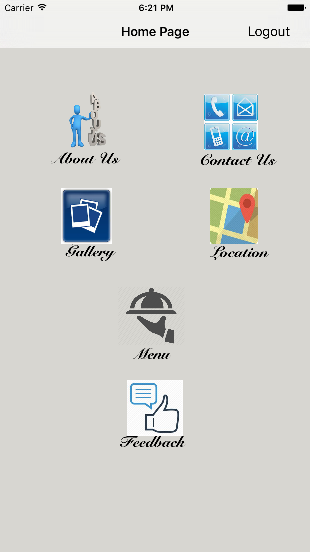 Carrier 6:21 PM
Home Page Logout
About Us Contact Us
Gallery Location
Menu
Feedback